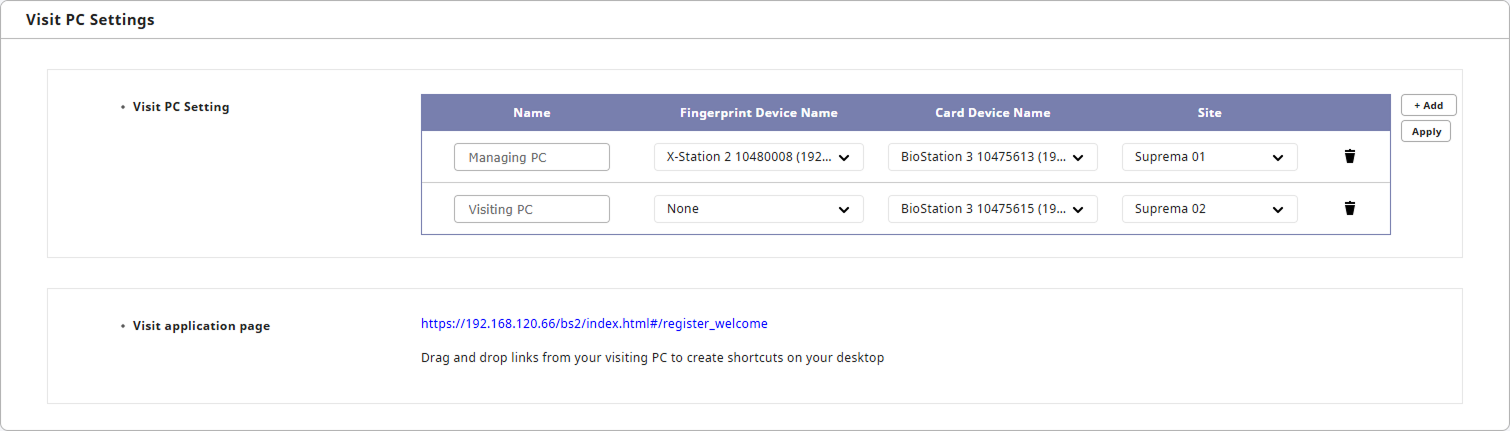 Visit PC Settings
• Visit PC Setting
Name Fingerprint Device Name Card Device Name Site
+ Add
Apply
Managing PC X-Station 2 10480008 (192... BioStation 3 10475613 (19... Suprema 01
Visiting PC None BioStation 3 10475615 (19... Suprema 02
• Visit application page
https://192.168.120.66/bs2/index.html#/register_welcome
Drag and drop links from your visiting PC to create shortcuts on your desktop